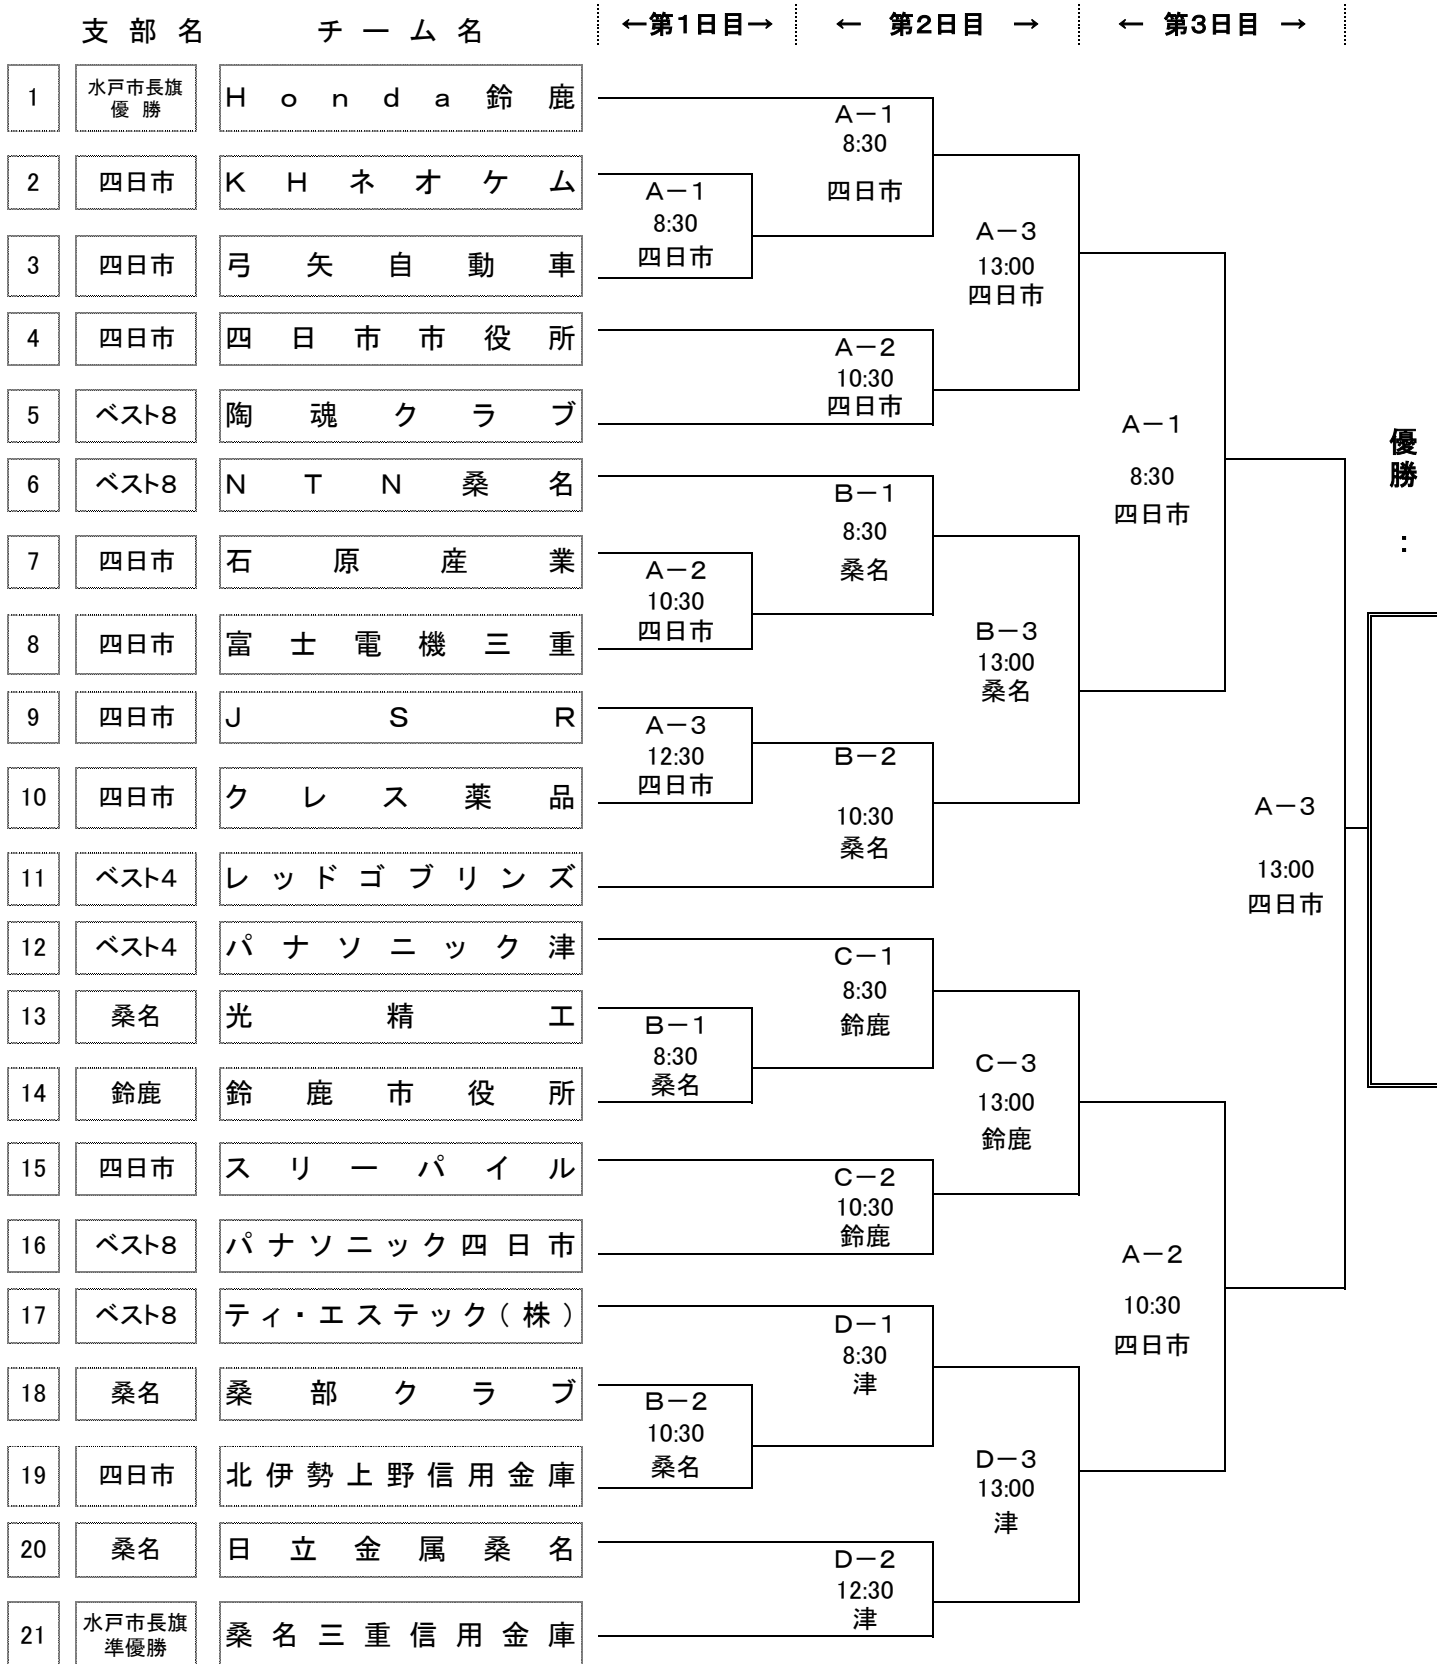 支部名 チーム名 ←第1日目→ ← 第2日目 → ← 第3日目 →
1 水戸市長旗 優勝 Honda鈴鹿
2 四日市 KHネオケム
3 四日市 弓矢自動車
4 四日市 四日市市役所
5 ベスト8 陶魂クラブ
6 ベスト8 NTN桑名
7 四日市 石原産業
8 四日市 富士電機三重
9 四日市 JSR
10 四日市 クレス薬品
11 ベスト4 レッドゴブリンズ
12 ベスト4 パナソニック津
13 桑名 光精工
14 鈴鹿 鈴鹿市役所
15 四日市 スリーパイル
16 ベスト8 パナソニック四日市
17 ベスト8 ティ・エステック(株)
18 桑名 桑部クラブ
19 四日市 北伊勢上野信用金庫
20 桑名 日立金属桑名
21 水戸市長旗 準優勝 桑名三重信用金庫
A-1
8:30
四日市
A-2
10:30
四日市
A-3
12:30
四日市
B-1
8:30
桑名
B-2
10:30
桑名
A-1
8:30
四日市
A-2
10:30
四日市
B-1
8:30
桑名
B-2
10:30
桑名
C-1
8:30
鈴鹿
C-2
10:30
鈴鹿
D-1
8:30
津
D-2
12:30
津
A-3
13:00
四日市
B-3
13:00
桑名
C-3
13:00
鈴鹿
D-3
13:00
津
A-1
8:30
四日市
A-2
10:30
四日市
A-3
13:00
四日市
優勝: